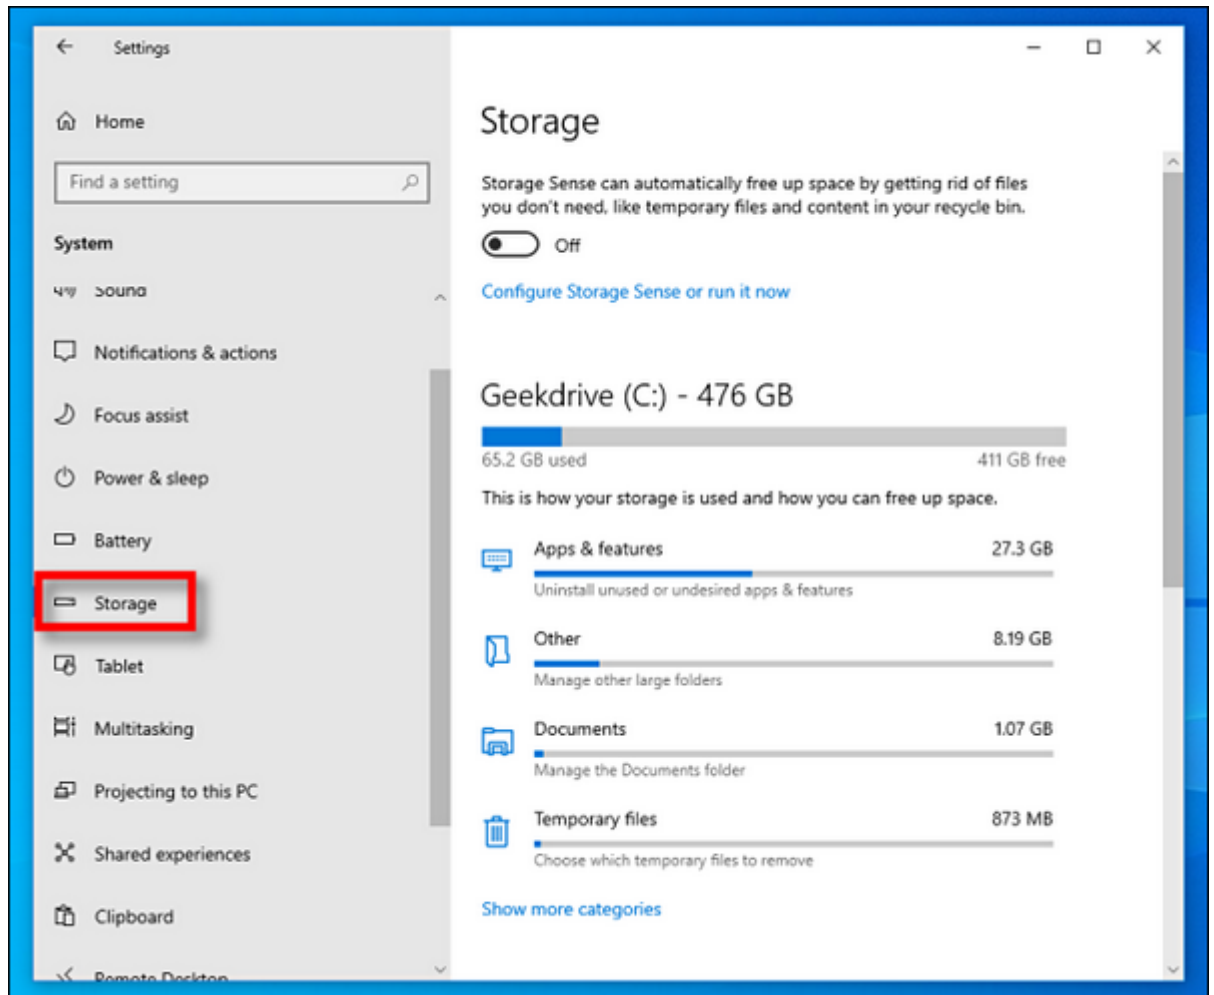 Settings
Home
Find a setting
System
Sound
Notifications & actions
Focus assist
Power & sleep
Battery
Storage
Tablet
Multitasking
Projecting to this PC
Shared experiences
Clipboard
Remote Desktop
Storage
Storage Sense can automatically free up space by getting rid of files
you don't need, like temporary files and content in your recycle bin.
Off
Configure Storage Sense or run it now
Geekdrive (C:) - 476 GB
65.2 GB used 411 GB free
This is how your storage is used and how you can free up space.
Apps & features 27.3 GB
Uninstall unused or undesired apps & features
Other 8.19 GB
Manage other large folders
Documents 1.07 GB
Manage the Documents folder
Temporary files 873 MB
Choose which temporary files to remove
Show more categories